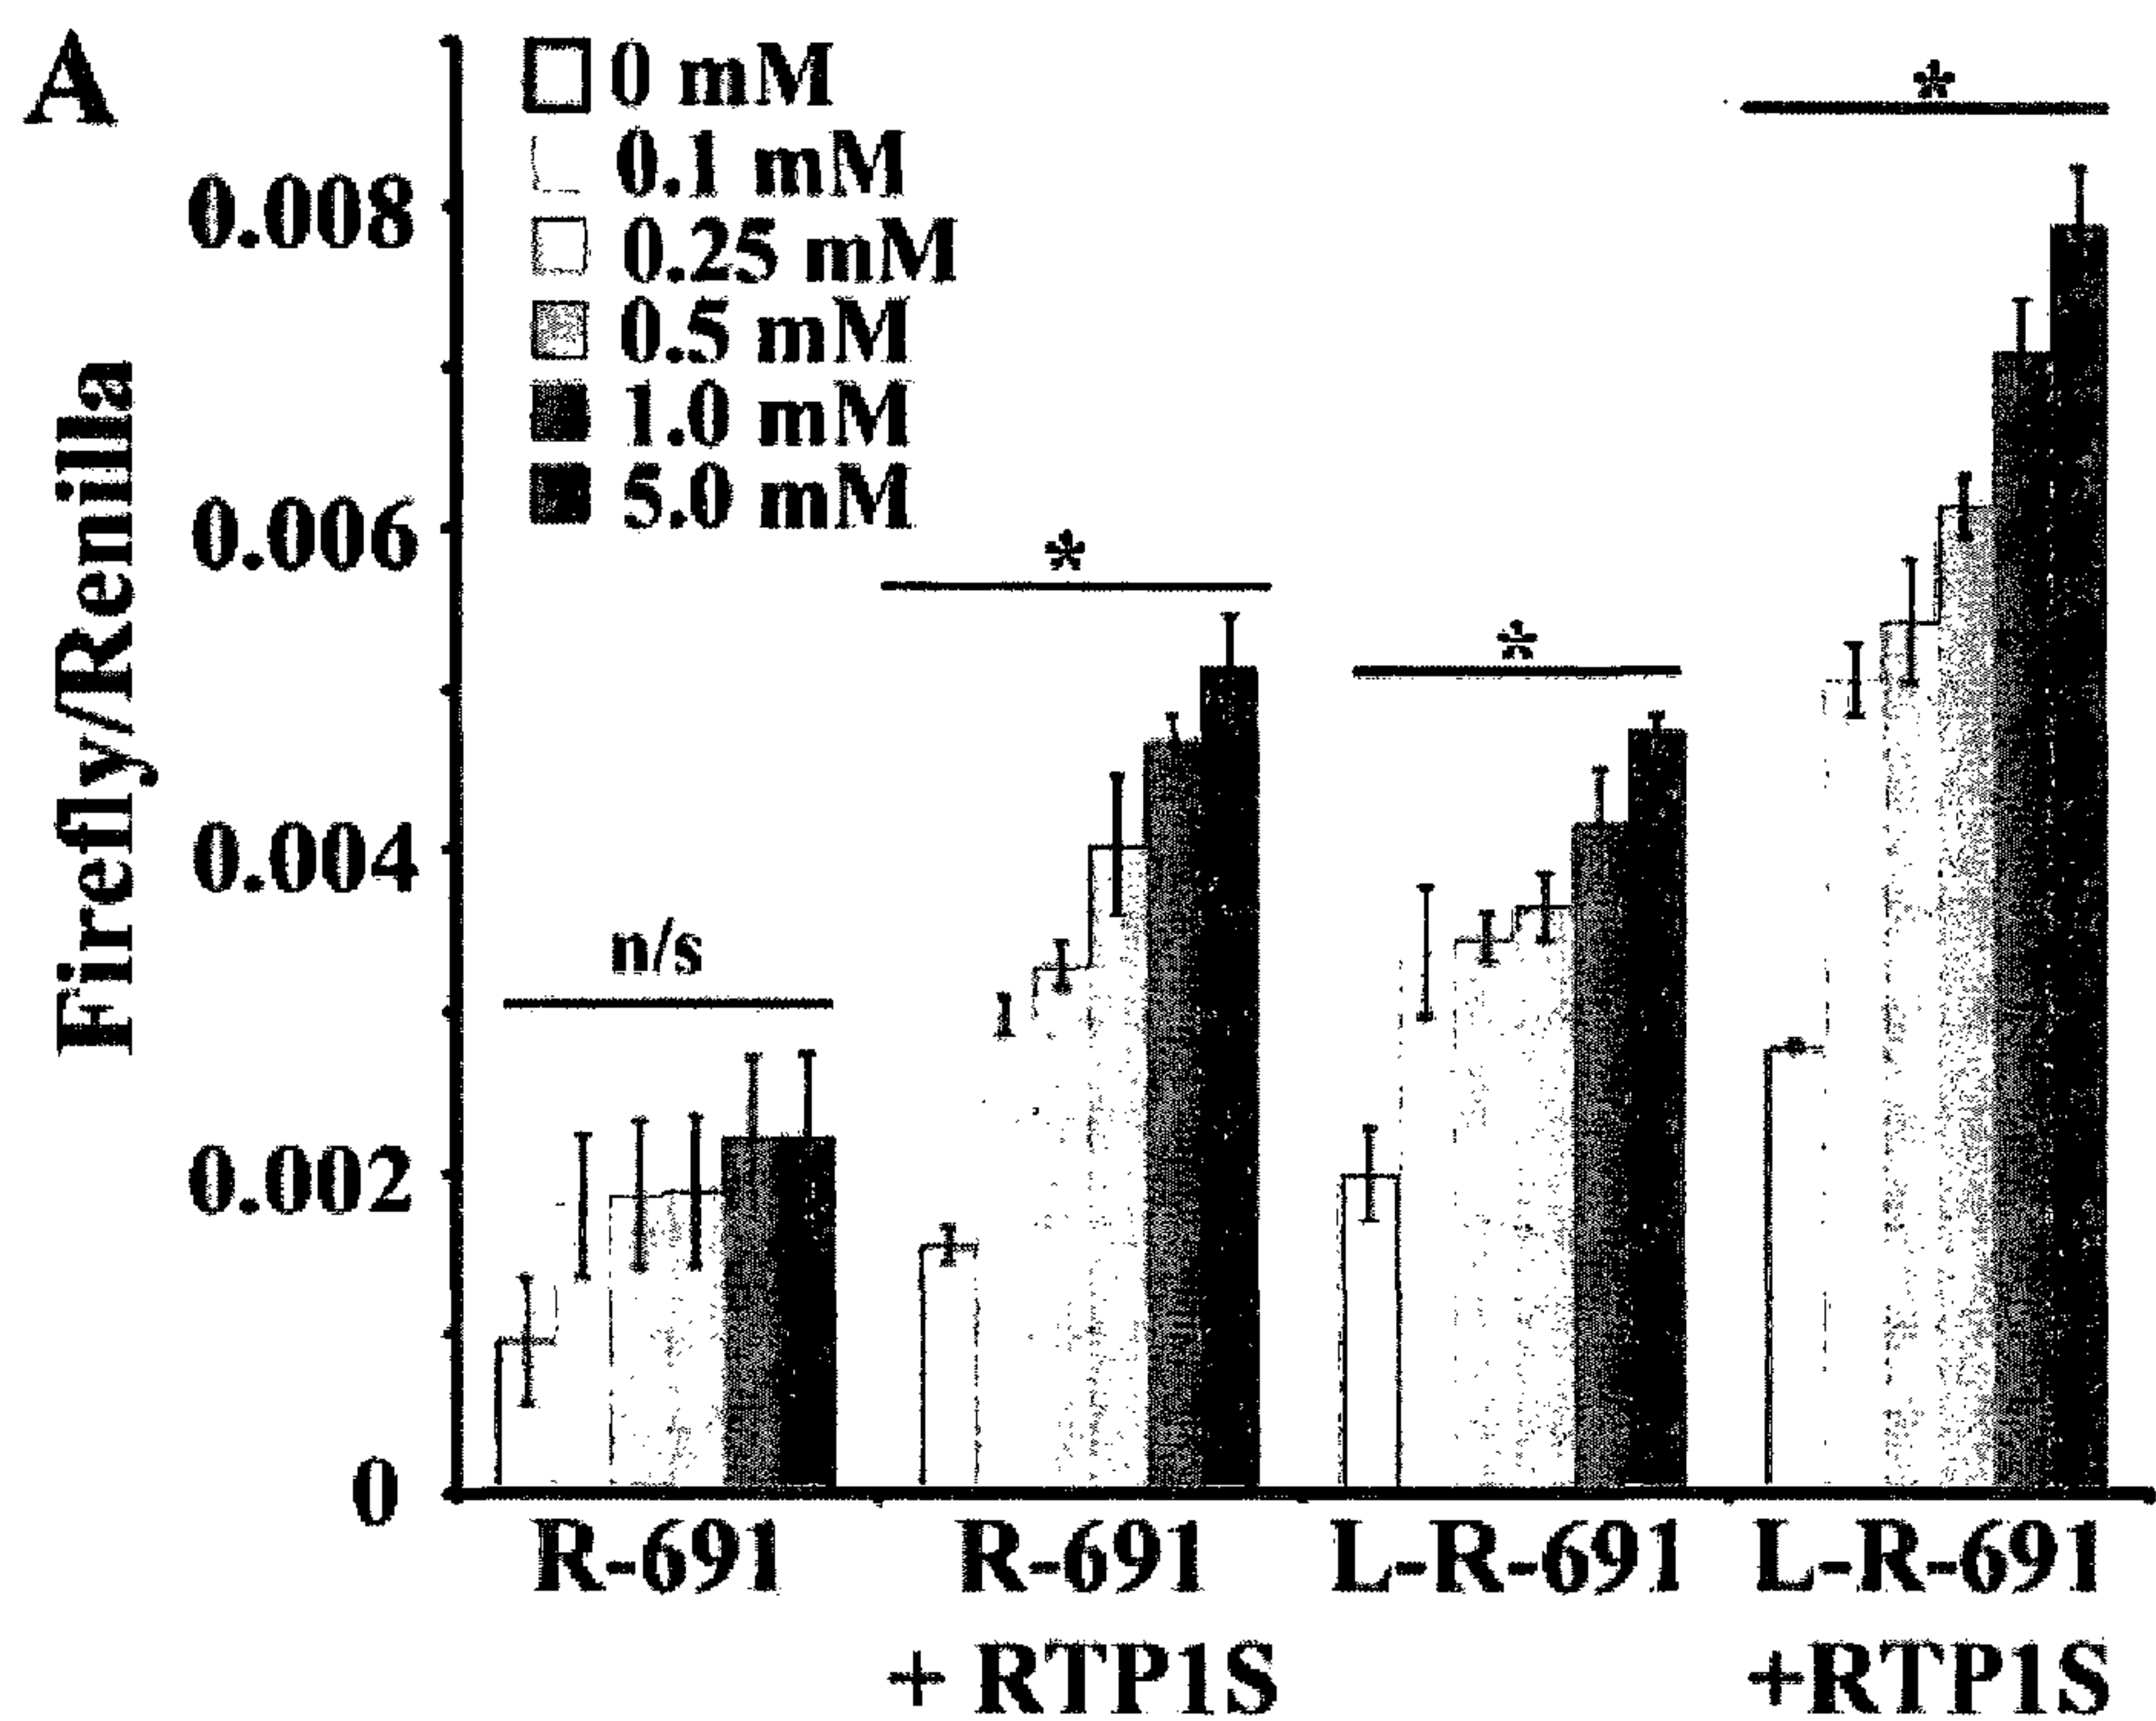 A
0 mM
0.1 mM
0.25 mM
0.5 mM
1.0 mM
5.0 mM
Firefly/Renilla
0.008
0.006
0.004
0.002
0
n/s
*
*
*
R-691
R-691
+ RTP1S
L-R-691
L-R-691
+RTP1S